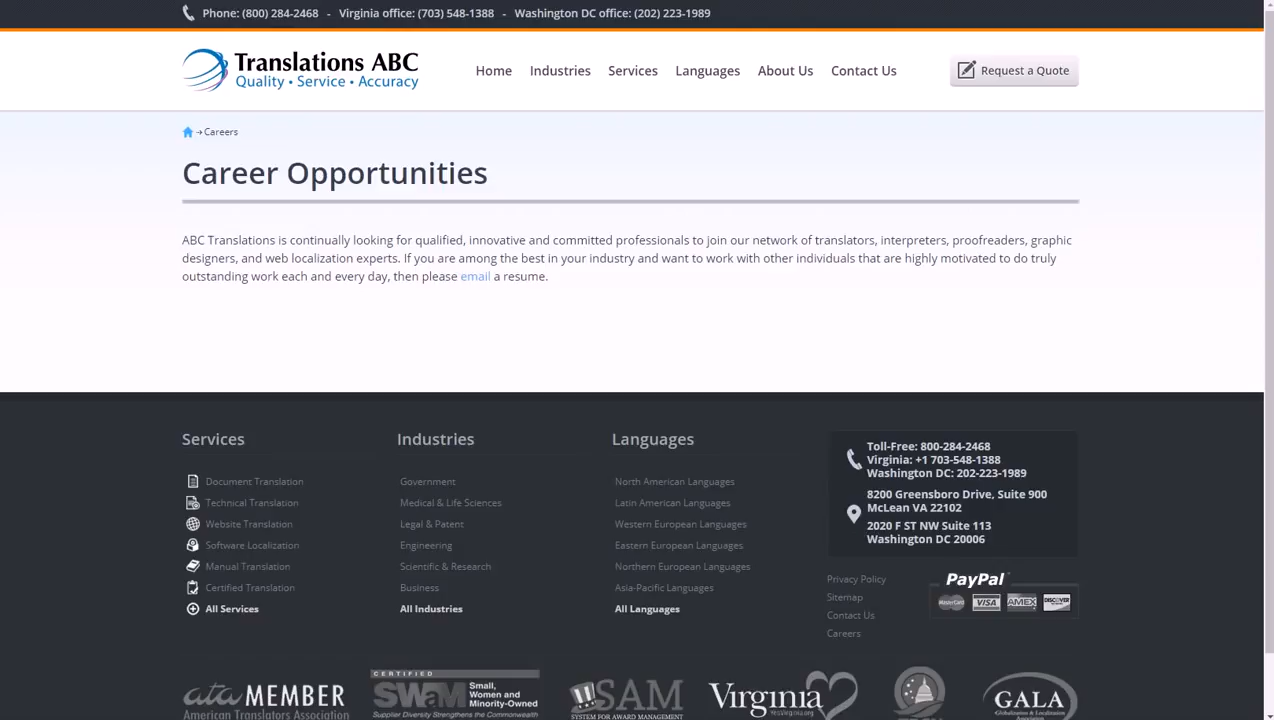 Phone: (800) 284-2468 - Virginia office: (703) 548-1388 - Washington DC office: (202) 223-1989
Translations ABC
Quality • Service • Accuracy
Home Industries Services Languages About Us Contact Us
Request a Quote
Careers
Career Opportunities
ABC Translations is continually looking for qualified, innovative and committed professionals to join our network of translators, interpreters, proofreaders, graphic
designers, and web localization experts. If you are among the best in your industry and want to work with other individuals that are highly motivated to do truly
outstanding work each and every day, then please email a resume.
Services
Document Translation
Technical Translation
Website Translation
Software Localization
Manual Translation
Certified Translation
All Services
Industries
Government
Medical & Life Sciences
Legal & Patent
Engineering
Scientific & Research
Business
All Industries
Languages
North American Languages
Latin American Languages
Western European Languages
Eastern European Languages
Northern European Languages
Asia-Pacific Languages
All Languages
Toll-Free: 800-284-2468
Virginia: +1 703-548-1388
Washington DC: 202-223-1989
8200 Greensboro Drive, Suite 900
McLean VA 22102
2020 F ST NW Suite 113
Washington DC 20006
Privacy Policy
Sitemap
Contact Us
Careers
PayPal
MasterCard VISA AMEX DISCOVER
ata MEMBER
American Translators Association
CERTIFIED
SWaM
Small,
Women and
Minority-Owned
Supplier Diversity Strengthens the Commonwealth
SAM
SYSTEM FOR AWARD MANAGEMENT
Virginia
GALA